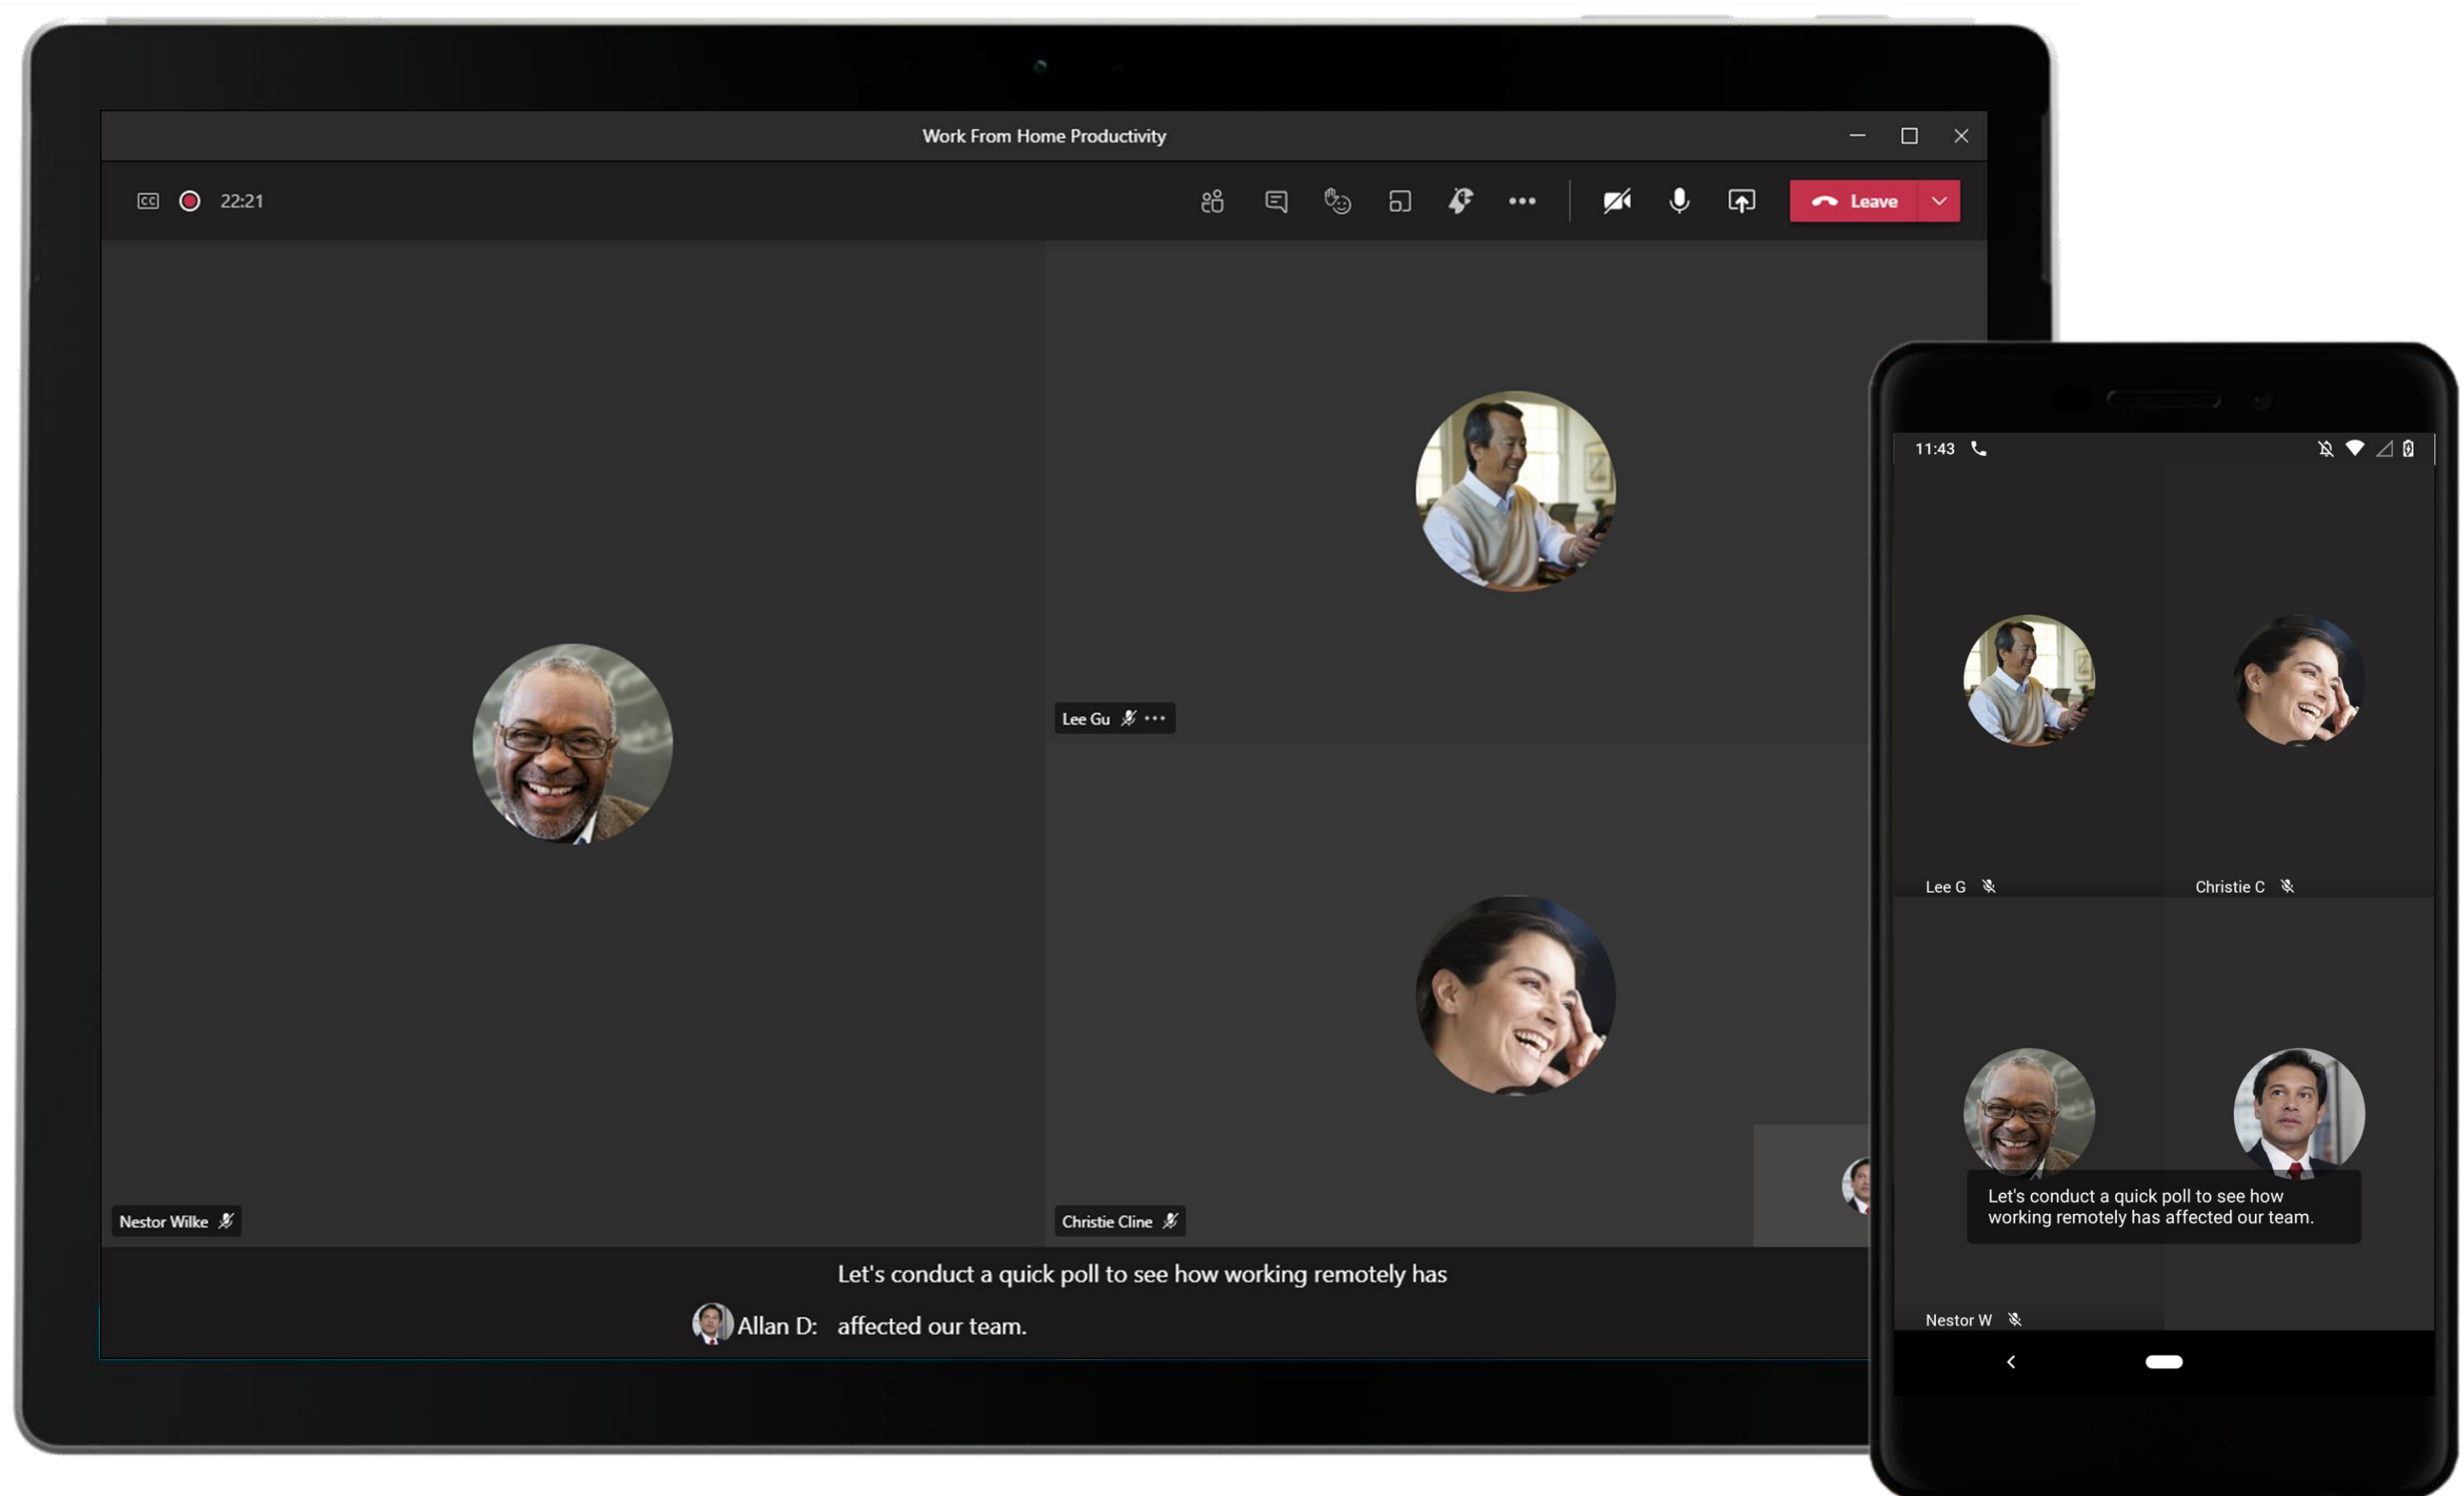 Work From Home Productivity
CC 22:21
Leave
Lee Gu
Nestor Wilke
Christie Cline
Let's conduct a quick poll to see how working remotely has
Allan D: affected our team.
11:43
Lee G
Christie C
Let's conduct a quick poll to see how
working remotely has affected our team.
Nestor W